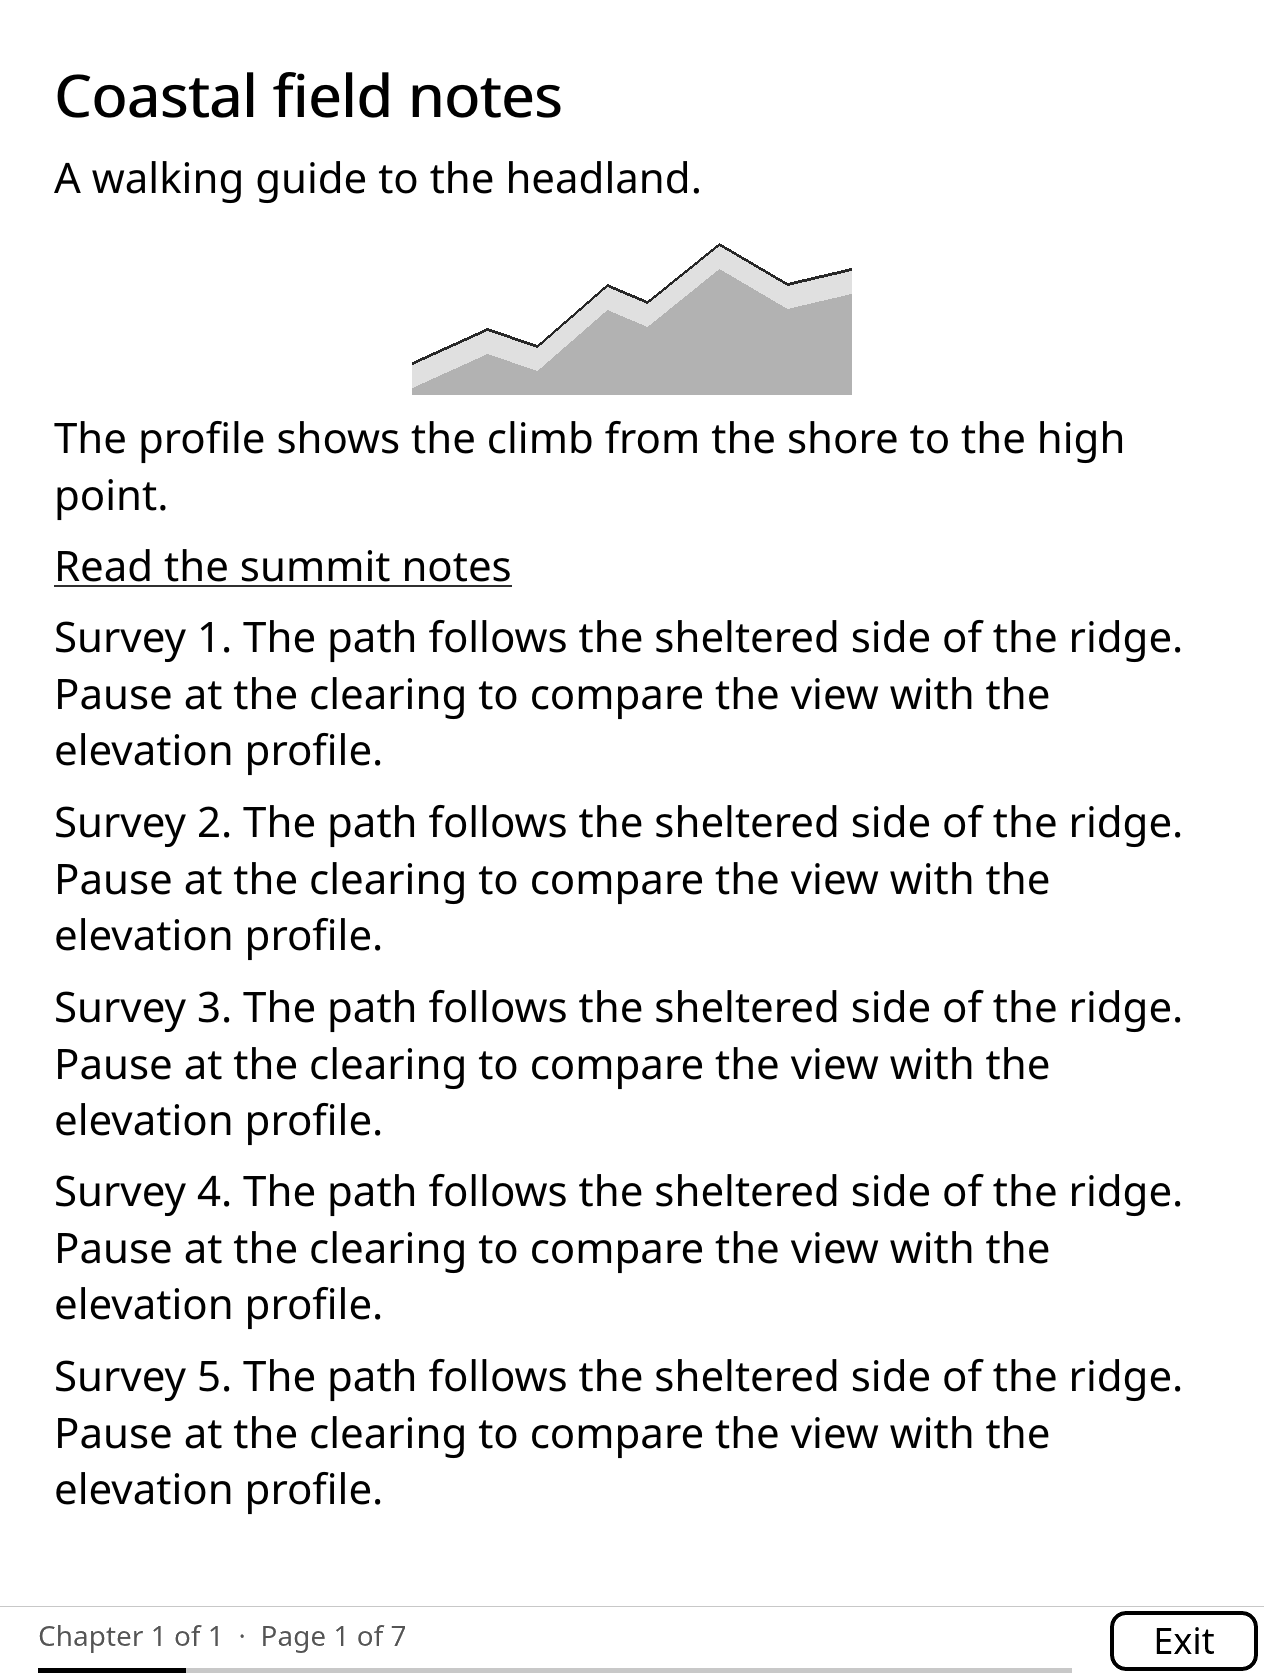 Coastal field notes
A walking guide to the headland.
The profile shows the climb from the shore to the high
point.
Read the summit notes
Survey 1. The path follows the sheltered side of the ridge.
Pause at the clearing to compare the view with the
elevation profile.
Survey 2. The path follows the sheltered side of the ridge.
Pause at the clearing to compare the view with the
elevation profile.
Survey 3. The path follows the sheltered side of the ridge.
Pause at the clearing to compare the view with the
elevation profile.
Survey 4. The path follows the sheltered side of the ridge.
Pause at the clearing to compare the view with the
elevation profile.
Survey 5. The path follows the sheltered side of the ridge.
Pause at the clearing to compare the view with the
elevation profile.
Chapter 1 of 1 · Page 1 of 7
Exit